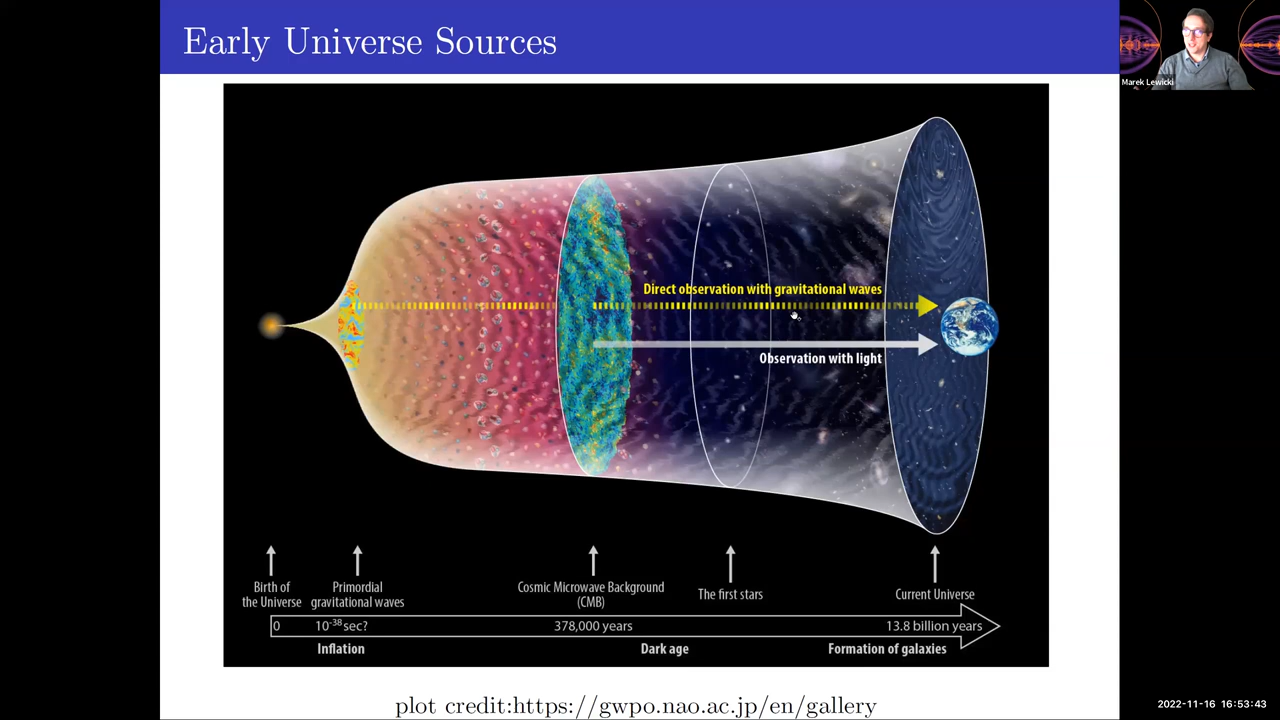 Early Universe Sources
Marek Lewicki
Direct observation with gravitational waves
Observation with light
Birth of
the Universe
Primordial
gravitational waves
Cosmic Microwave Background
(CMB)
The first stars
Current Universe
0
10⁻³⁸sec?
378,000 years
13.8 billion years
Inflation
Dark age
Formation of galaxies
plot credit:https://gwpo.nao.ac.jp/en/gallery
2022-11-16 16:53:43